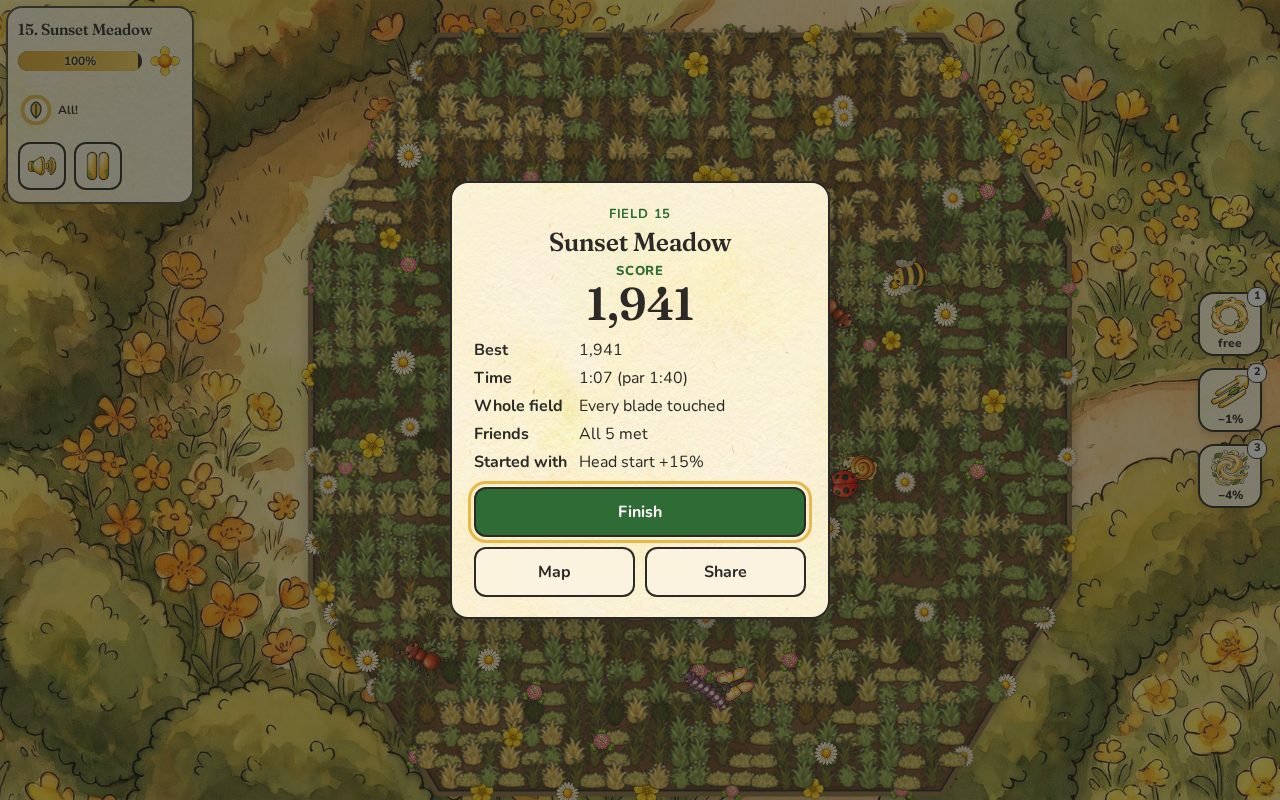 15. Sunset Meadow
100%
All!
FIELD 15
Sunset Meadow
SCORE
1,941
Best 1,941
Time 1:07 (par 1:40)
Whole field Every blade touched
Friends All 5 met
Started with Head start +15%
Finish
Map Share
1
free
2
−1%
3
−4%